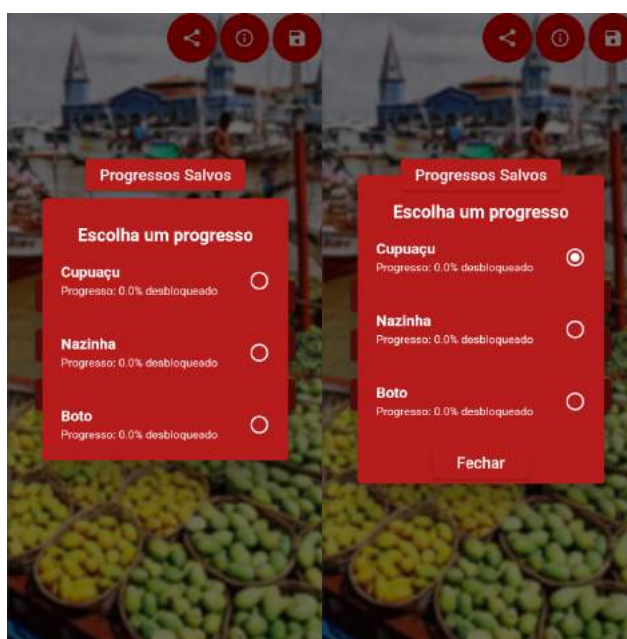 Progressos Salvos
Escolha um progresso
Cupuaçu
Progresso: 0.0% desbloqueado
Nazinha
Progresso: 0.0% desbloqueado
Boto
Progresso: 0.0% desbloqueado
Progressos Salvos
Escolha um progresso
Cupuaçu
Progresso: 0.0% desbloqueado
Nazinha
Progresso: 0.0% desbloqueado
Boto
Progresso: 0.0% desbloqueado
Fechar